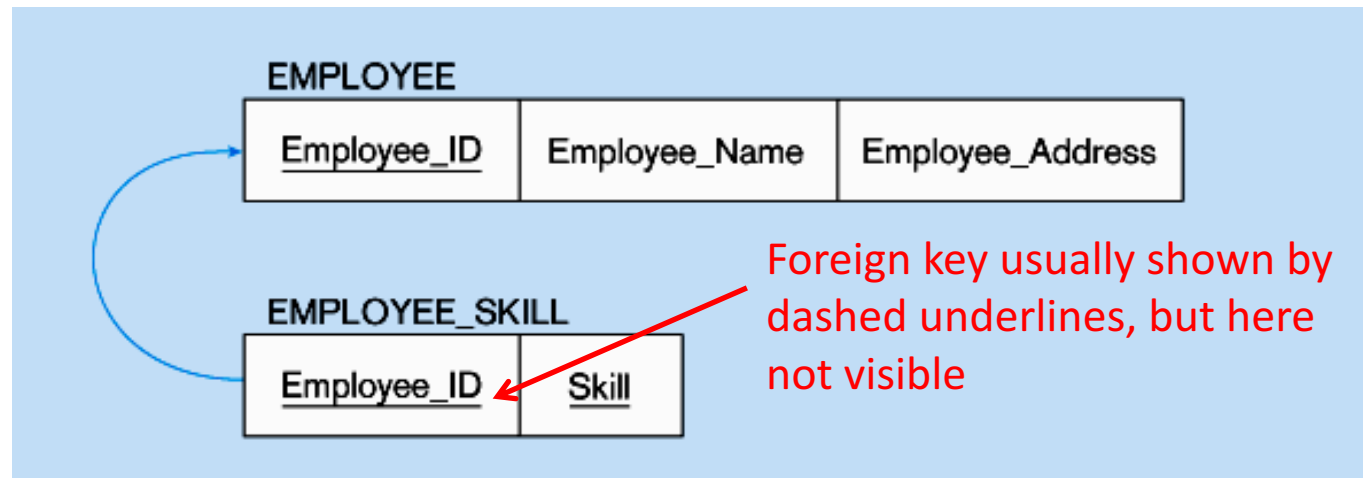 EMPLOYEE
Employee_ID Employee_Name Employee_Address
Foreign key usually shown by
dashed underlines, but here
not visible
EMPLOYEE_SKILL
Employee_ID Skill